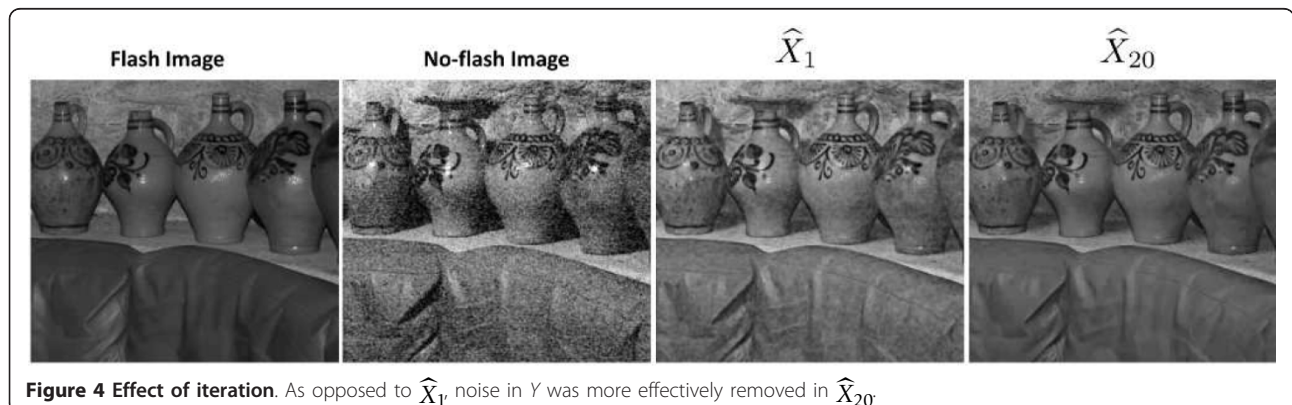 Flash Image No-flash Image X̂₁ X̂₂₀
Figure 4 Effect of iteration. As opposed to X̂₁, noise in Y was more effectively removed in X̂₂₀.